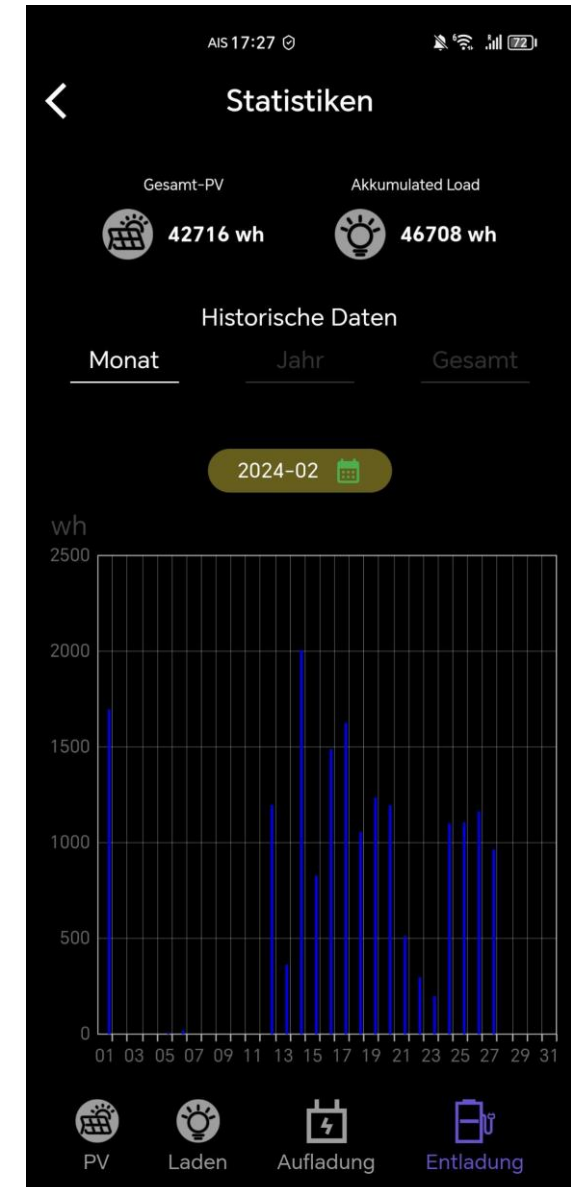 AIS 17:27 72
Statistiken
Gesamt-PV Akkumulated Load
42716 wh 46708 wh
Historische Daten
Monat Jahr Gesamt
2024-02
wh
2500
2000
1500
1000
500
0
01 03 05 07 09 11 13 15 17 19 21 23 25 27 29 31
PV Laden Aufladung Entladung